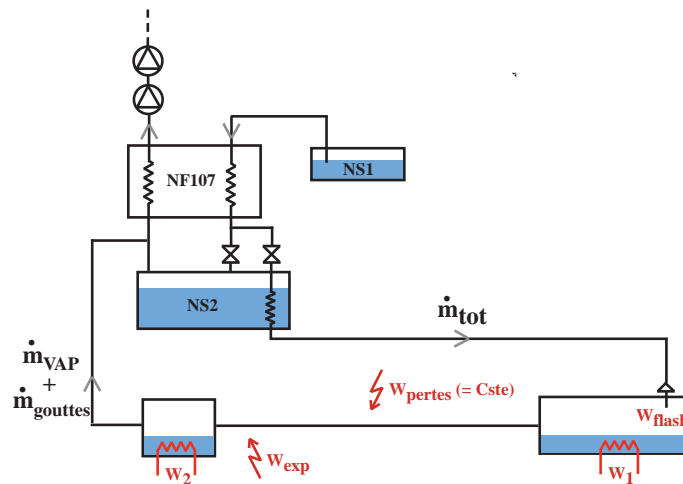 NS1
NF107
NS2
ṁtot
ṁVAP
+
ṁgouttes
Wpertes (= Cste)
Wflash
W2
Wexp
W1